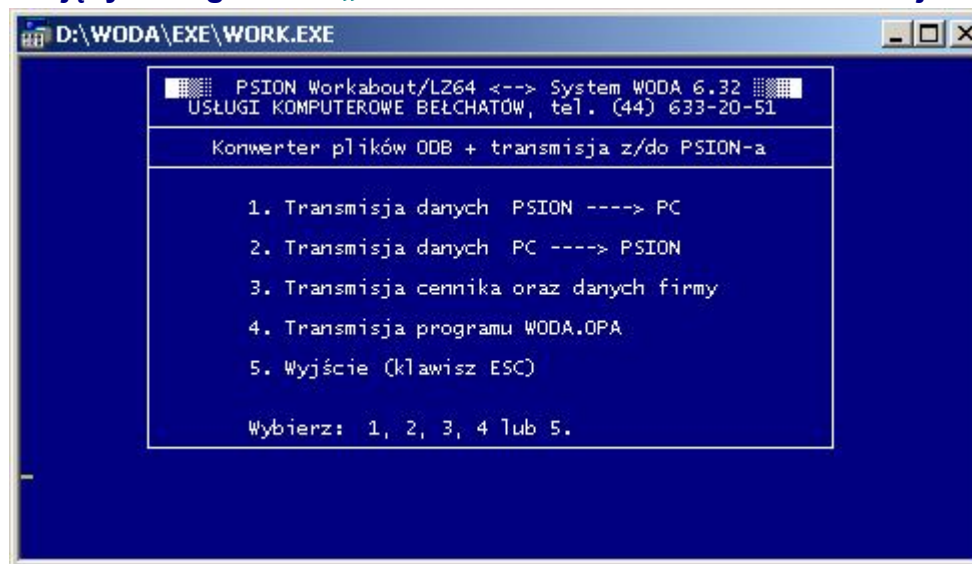 D:\WODA\EXE\WORK.EXE
PSION Workabout/LZ64 <--> System WODA 6.32
USŁUGI KOMPUTEROWE BEŁCHATÓW, tel. (44) 633-20-51
Konwerter plików ODB + transmisja z/do PSION-a
1. Transmisja danych PSION ----> PC
2. Transmisja danych PC ----> PSION
3. Transmisja cennika oraz danych firmy
4. Transmisja programu WODA.OPA
5. Wyjście (klawisz ESC)
Wybierz: 1, 2, 3, 4 lub 5.